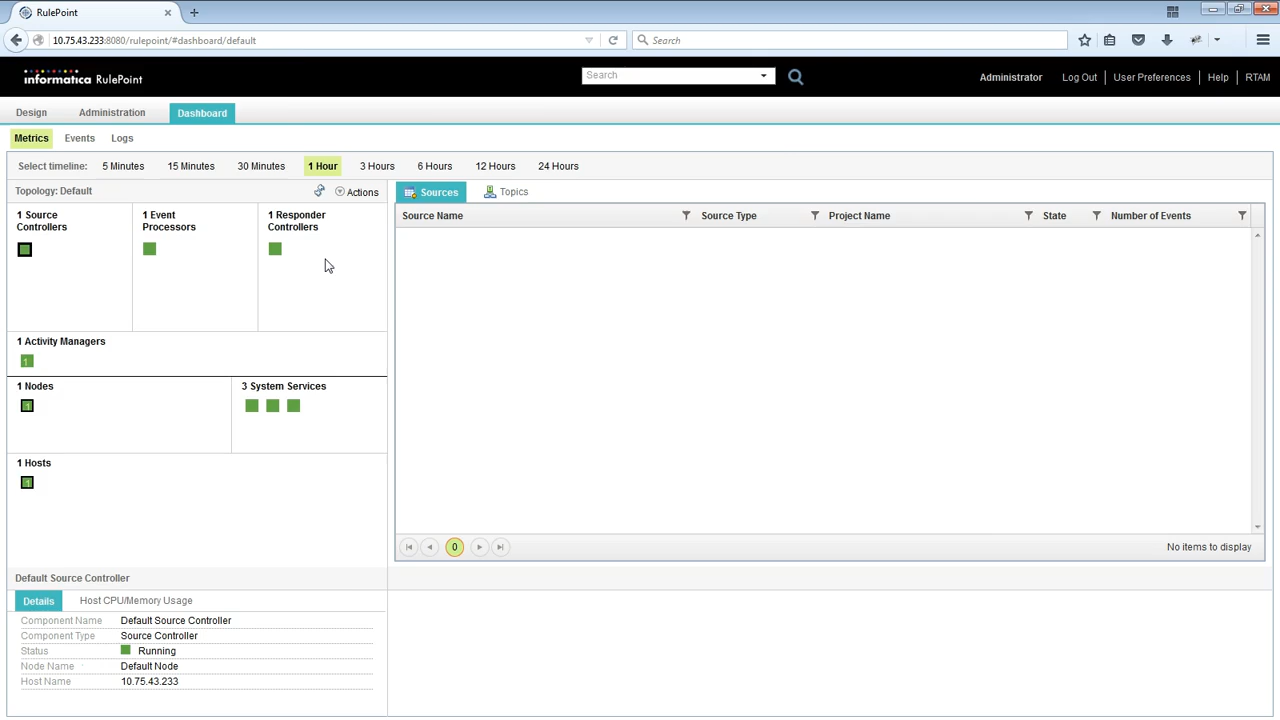 RulePoint
10.75.43.233:8080/rulepoint/#dashboard/default
Search
informatica RulePoint
Search
Administrator
Log Out
User Preferences
Help
RTAM
Design
Administration
Dashboard
Metrics
Events
Logs
Select timeline:
5 Minutes
15 Minutes
30 Minutes
1 Hour
3 Hours
6 Hours
12 Hours
24 Hours
Topology: Default
Actions
Sources
Topics
1 Source
Controllers
1 Event
Processors
1 Responder
Controllers
Source Name
Source Type
Project Name
State
Number of Events
1 Activity Managers
1
1 Nodes
1
3 System Services
1 Hosts
1
0
No items to display
Default Source Controller
Details
Host CPU/Memory Usage
Component Name Default Source Controller
Component Type Source Controller
Status Running
Node Name Default Node
Host Name 10.75.43.233